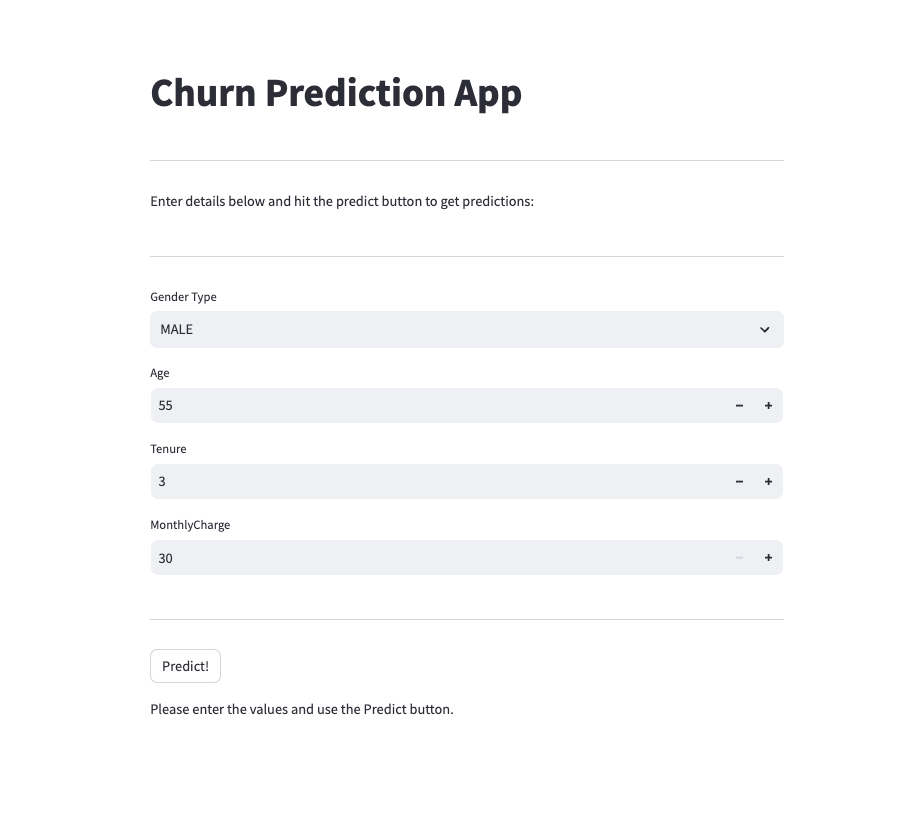 Churn Prediction App
Enter details below and hit the predict button to get predictions:
Gender Type
MALE
Age
55
Tenure
3
MonthlyCharge
30
Predict!
Please enter the values and use the Predict button.